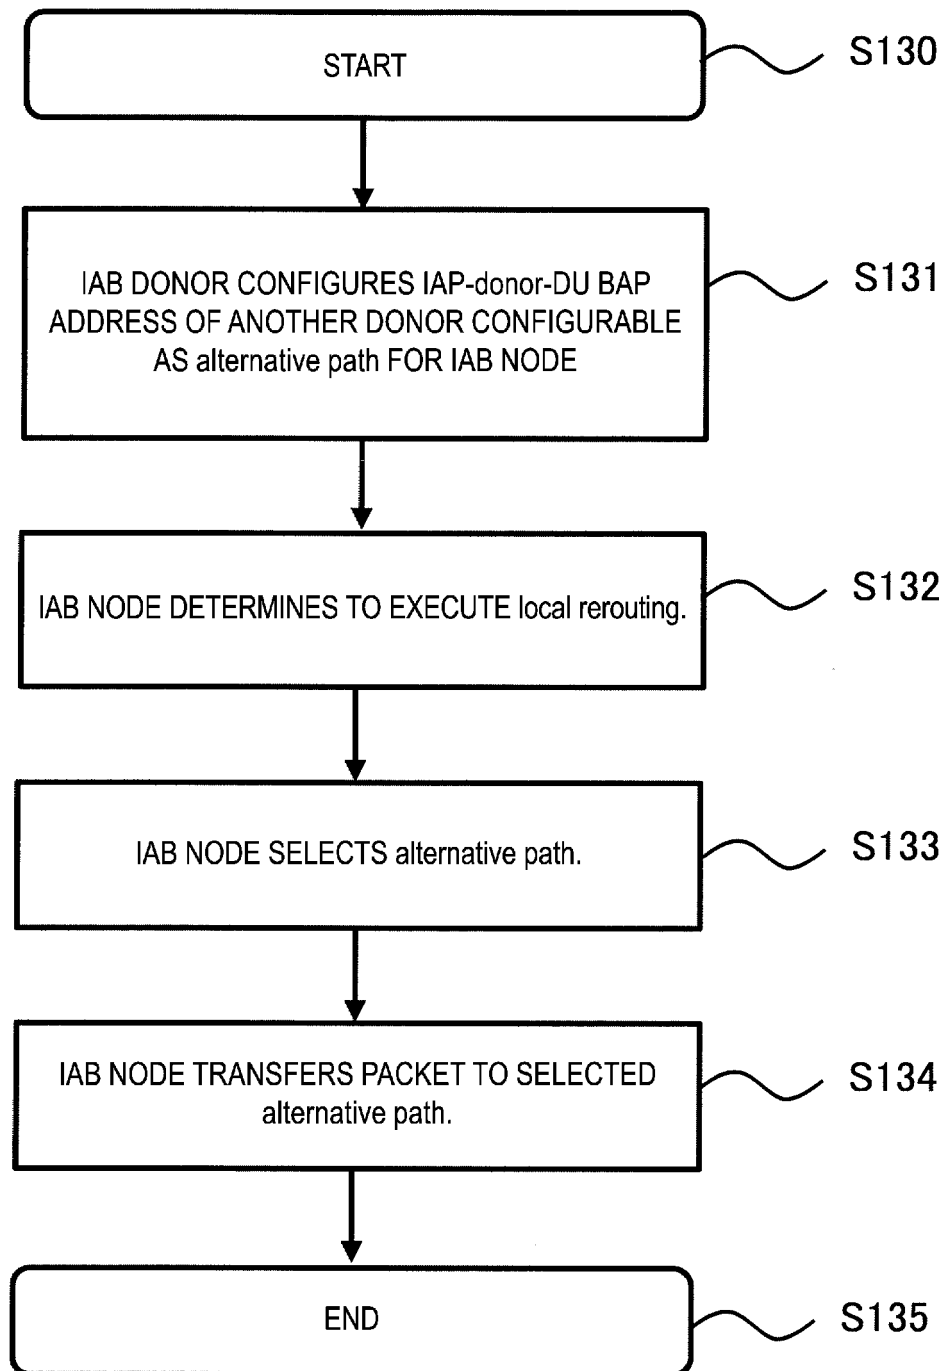 START
S130
IAB DONOR CONFIGURES IAP-donor-DU BAP
ADDRESS OF ANOTHER DONOR CONFIGURABLE
AS alternative path FOR IAB NODE
S131
IAB NODE DETERMINES TO EXECUTE local rerouting.
S132
IAB NODE SELECTS alternative path.
S133
IAB NODE TRANSFERS PACKET TO SELECTED
alternative path.
S134
END
S135